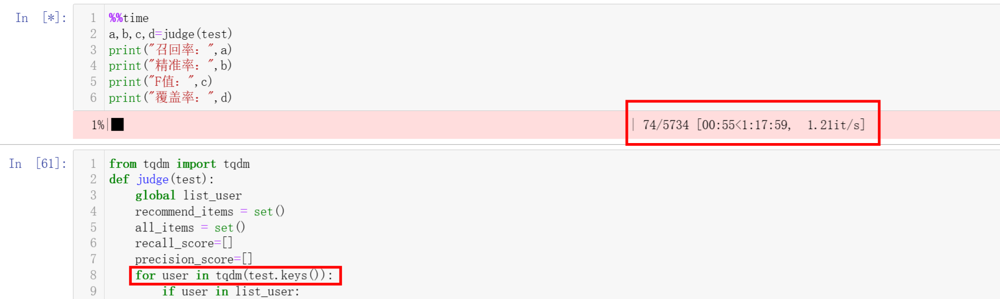 In [*]:
1 %%time
2 a,b,c,d=judge(test)
3 print("召回率：",a)
4 print("精准率：",b)
5 print("F值：",c)
6 print("覆盖率：",d)
1%| | 74/5734 [00:55<1:17:59, 1.21it/s]
In [61]:
1 from tqdm import tqdm
2 def judge(test):
3     global list_user
4     recommend_items = set()
5     all_items = set()
6     recall_score=[]
7     precision_score=[]
8     for user in tqdm(test.keys()):
9         if user in list_user: